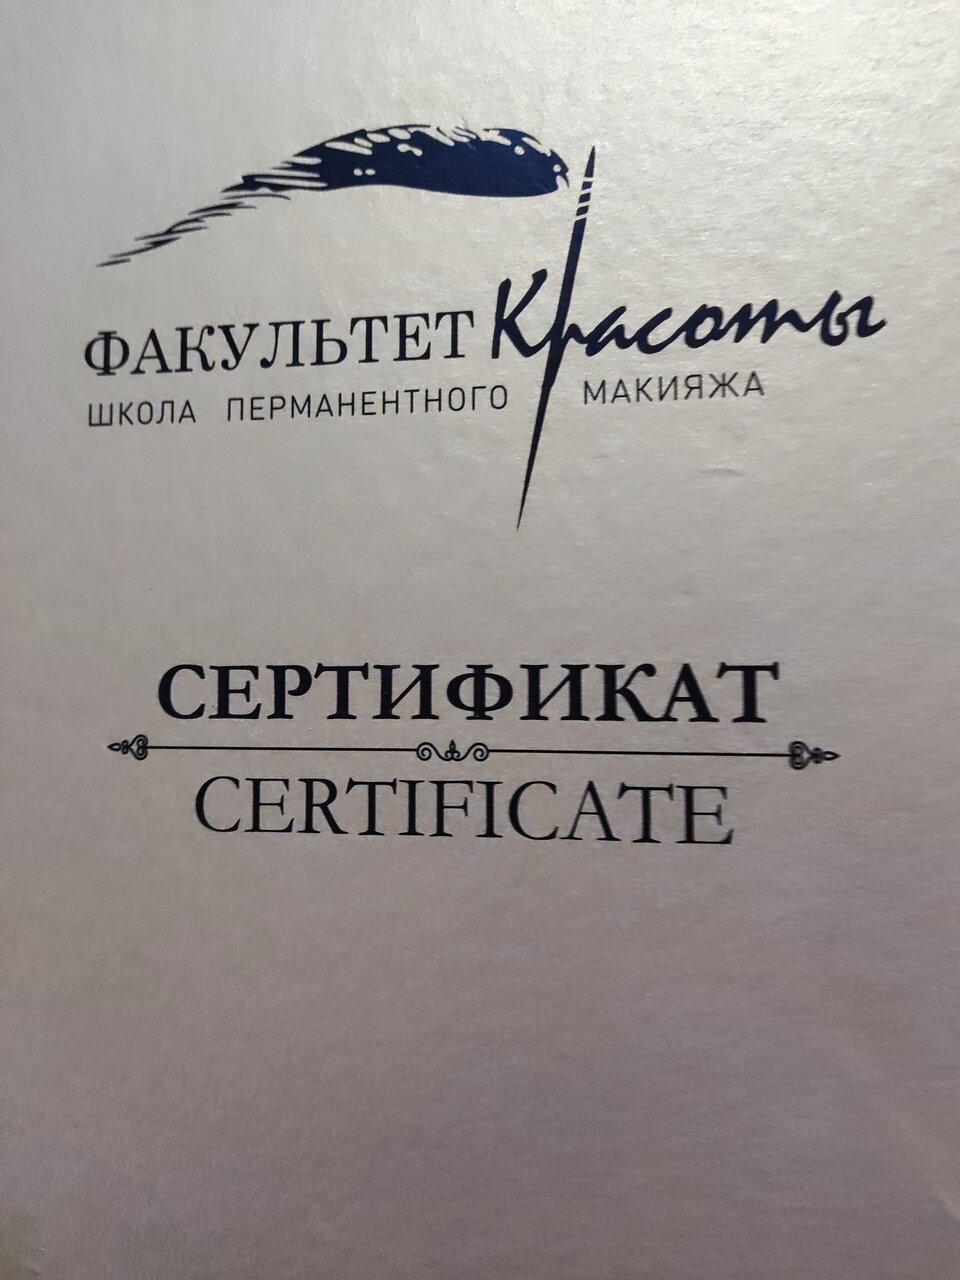 ФАКУЛЬТЕТ Красоты
ШКОЛА ПЕРМАНЕНТНОГО МАКИЯЖА
СЕРТИФИКАТ
CERTIFICATE